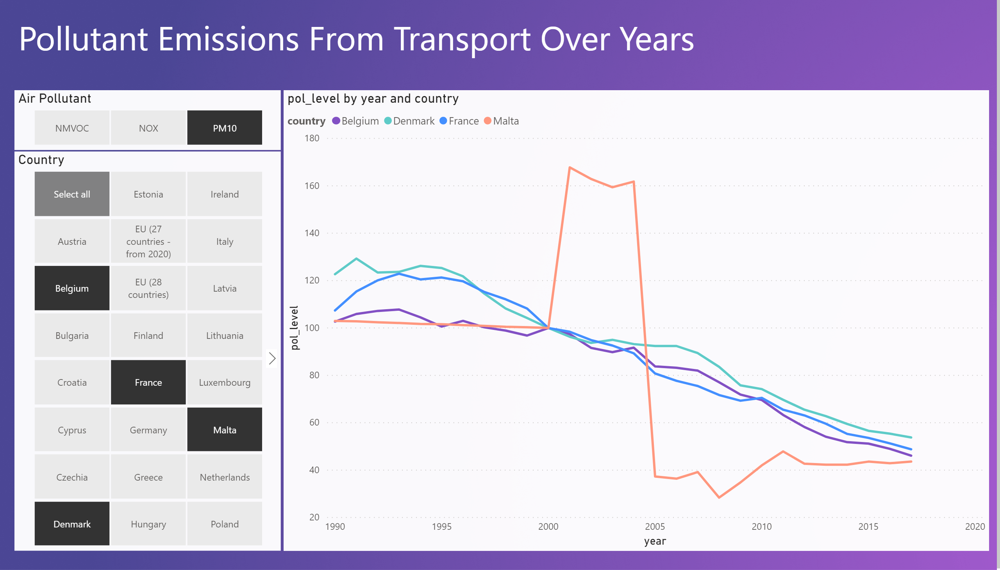 Pollutant Emissions From Transport Over Years
Air Pollutant
NMVOC
NOX
PM10
Country
Select all
Estonia
Ireland
Austria
EU (27
countries -
from 2020)
Italy
Belgium
EU (28
countries)
Latvia
Bulgaria
Finland
Lithuania
Croatia
France
Luxembourg
Cyprus
Germany
Malta
Czechia
Greece
Netherlands
Denmark
Hungary
Poland
pol_level by year and country
country Belgium Denmark France Malta
180
160
140
120
100
80
60
40
20
pol_level
1990 1995 2000 2005 2010 2015 2020
year